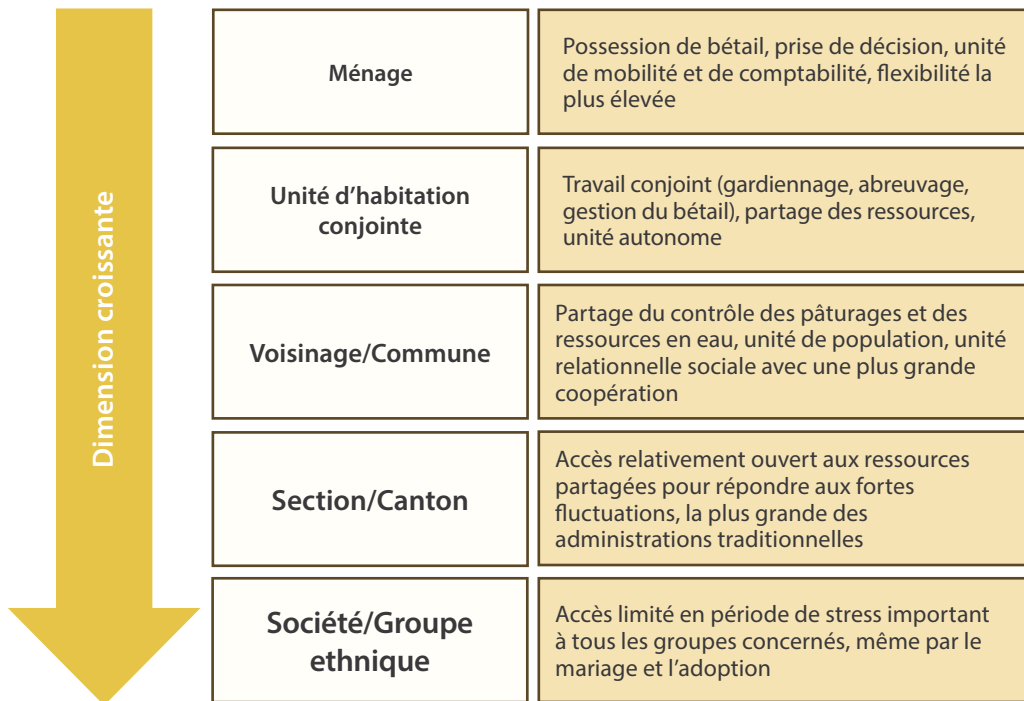 Dimension croissante
Ménage
Possession de bétail, prise de décision, unité
de mobilité et de comptabilité, flexibilité la
plus élevée
Unité d’habitation
conjointe
Travail conjoint (gardiennage, abreuvage,
gestion du bétail), partage des ressources,
unité autonome
Voisinage/Commune
Partage du contrôle des pâturages et des
ressources en eau, unité de population, unité
relationnelle sociale avec une plus grande
coopération
Section/Canton
Accès relativement ouvert aux ressources
partagées pour répondre aux fortes
fluctuations, la plus grande des
administrations traditionnelles
Société/Groupe
ethnique
Accès limité en période de stress important
à tous les groupes concernés, même par le
mariage et l’adoption